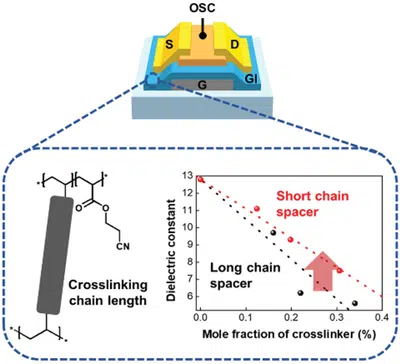 OSC
S
D
G
GI
*
*
O
O
CN
Crosslinking
chain length
*
*
Dielectric constant
13
12
11
10
9
8
7
6
Short chain
spacer
Long chain
spacer
0.0
0.1
0.2
0.3
0.4
Mole fraction of crosslinker (%)